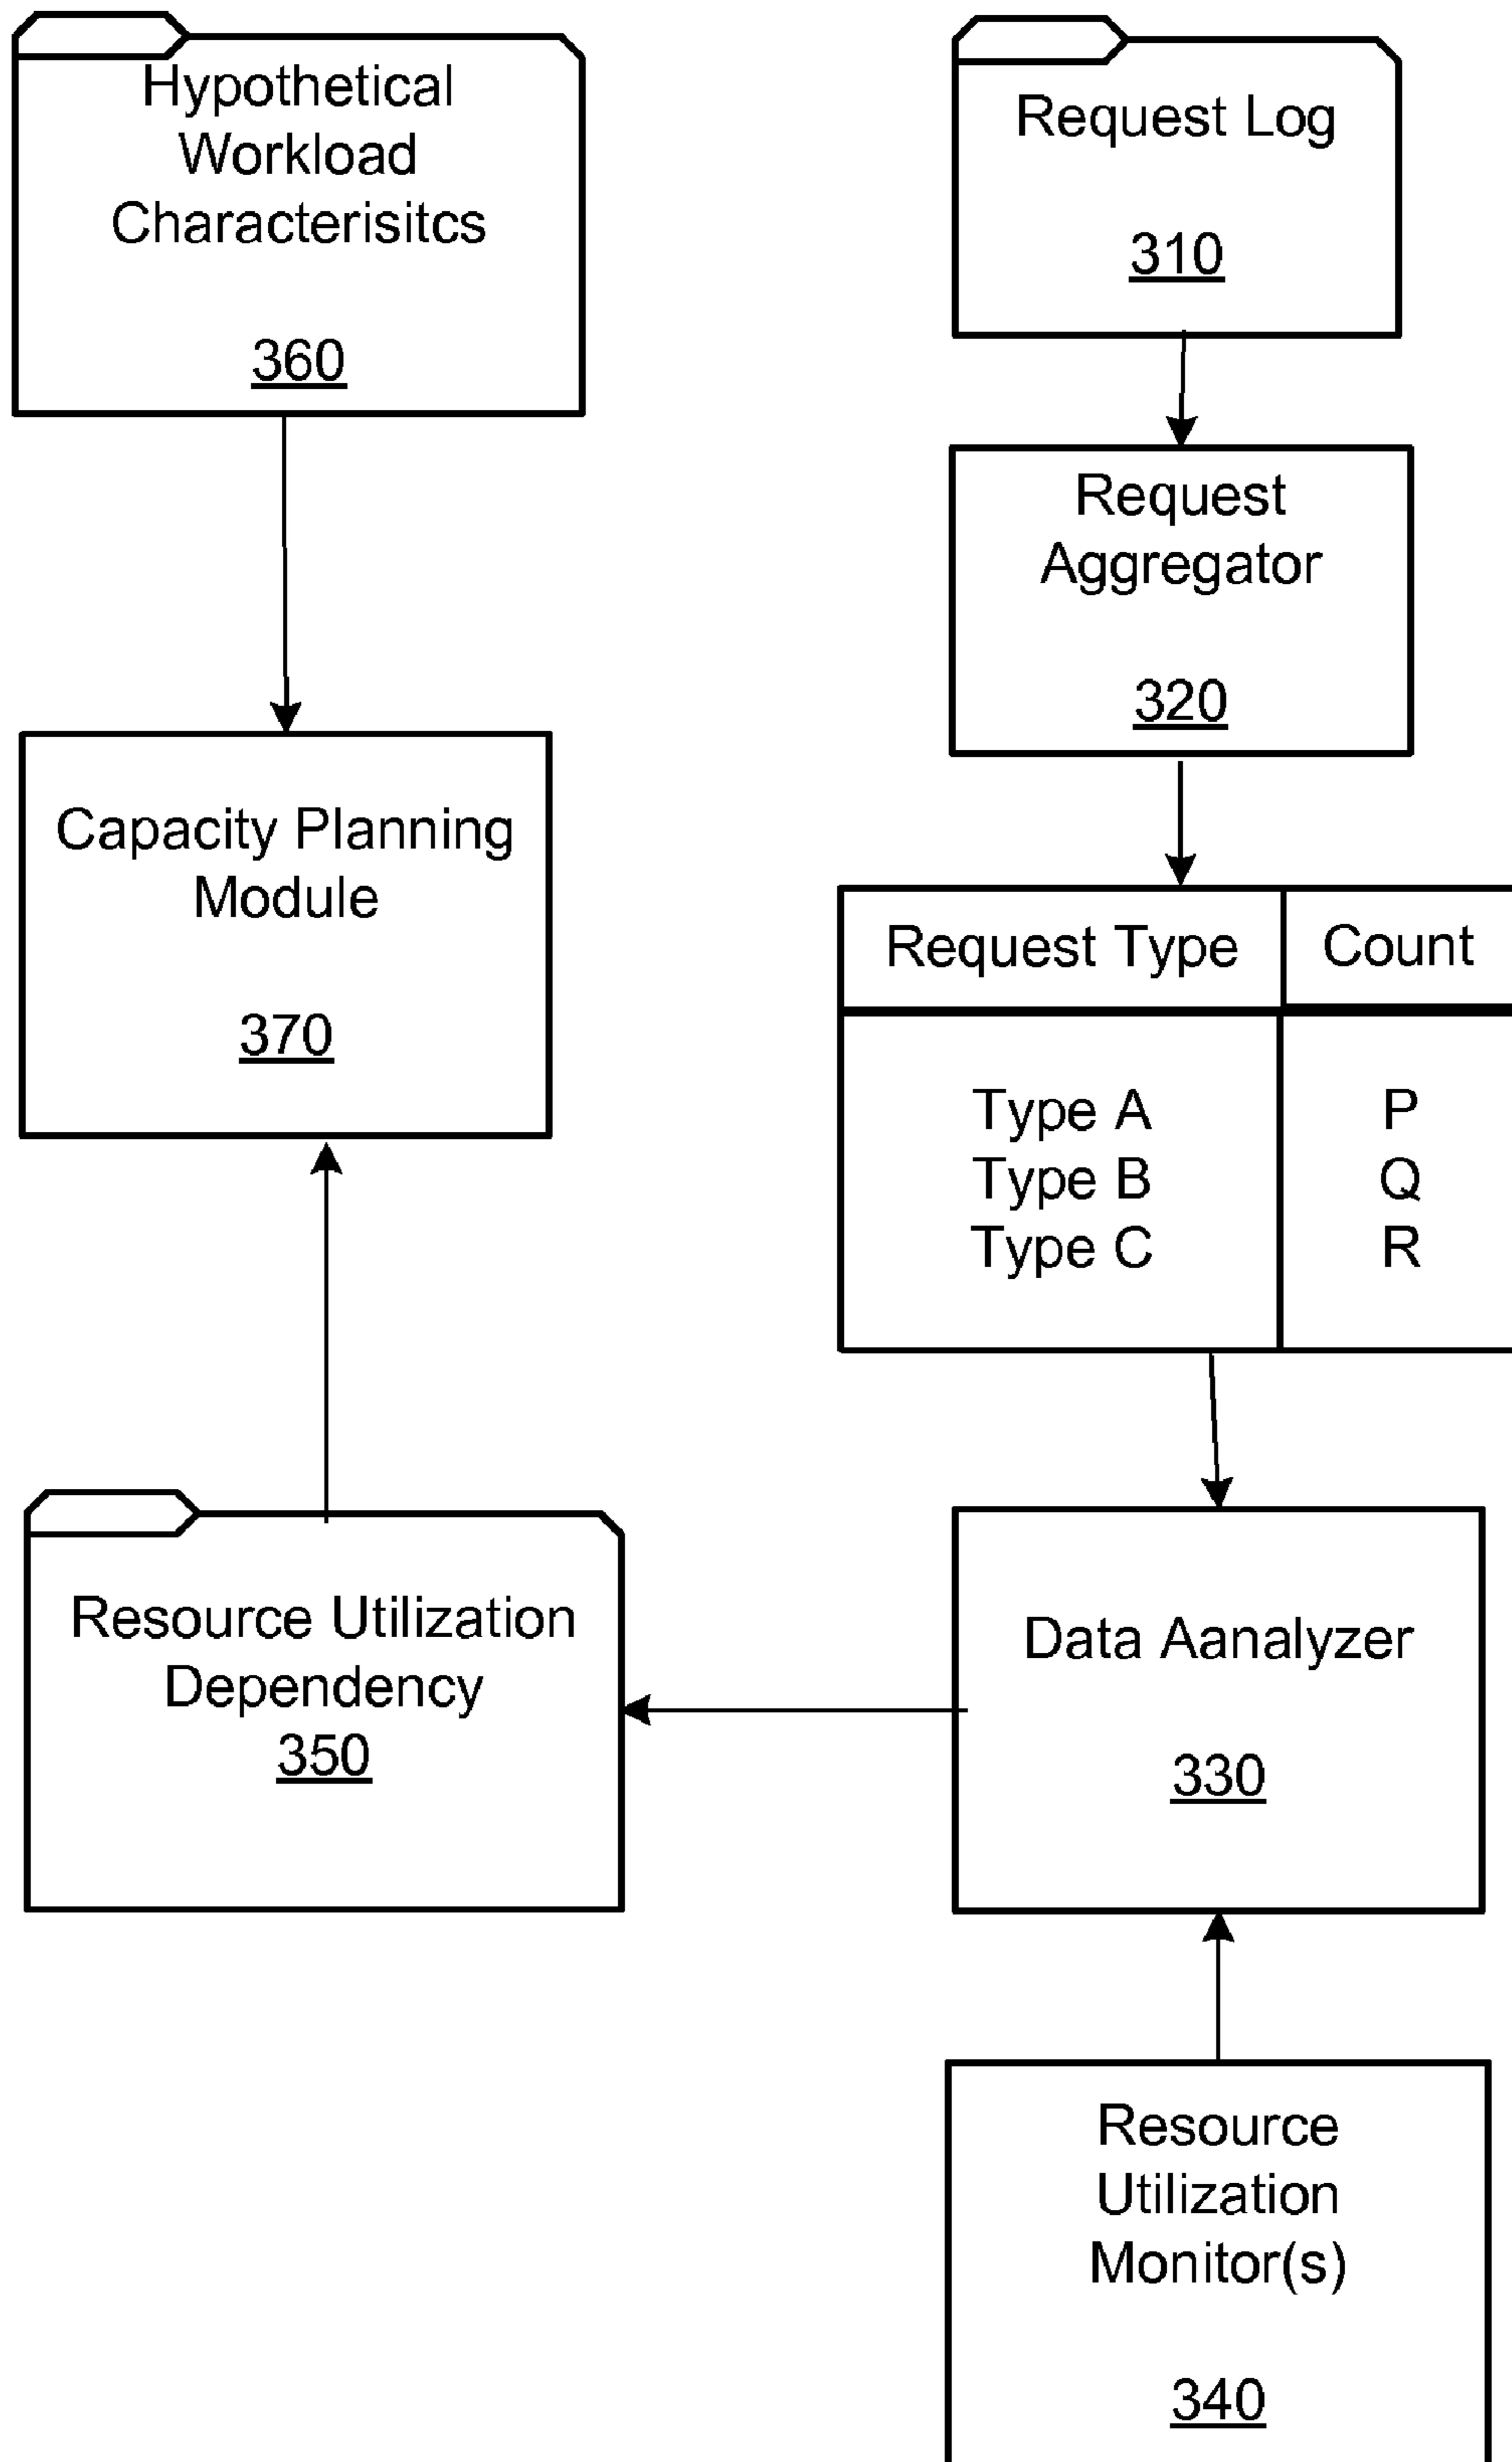 Hypothetical
Workload
Characterisitcs
360
Request Log
310
Request
Aggregator
320
Capacity Planning
Module
370
Request Type Count
Type A P
Type B Q
Type C R
Resource Utilization
Dependency
350
Data Aanalyzer
330
Resource
Utilization
Monitor(s)
340